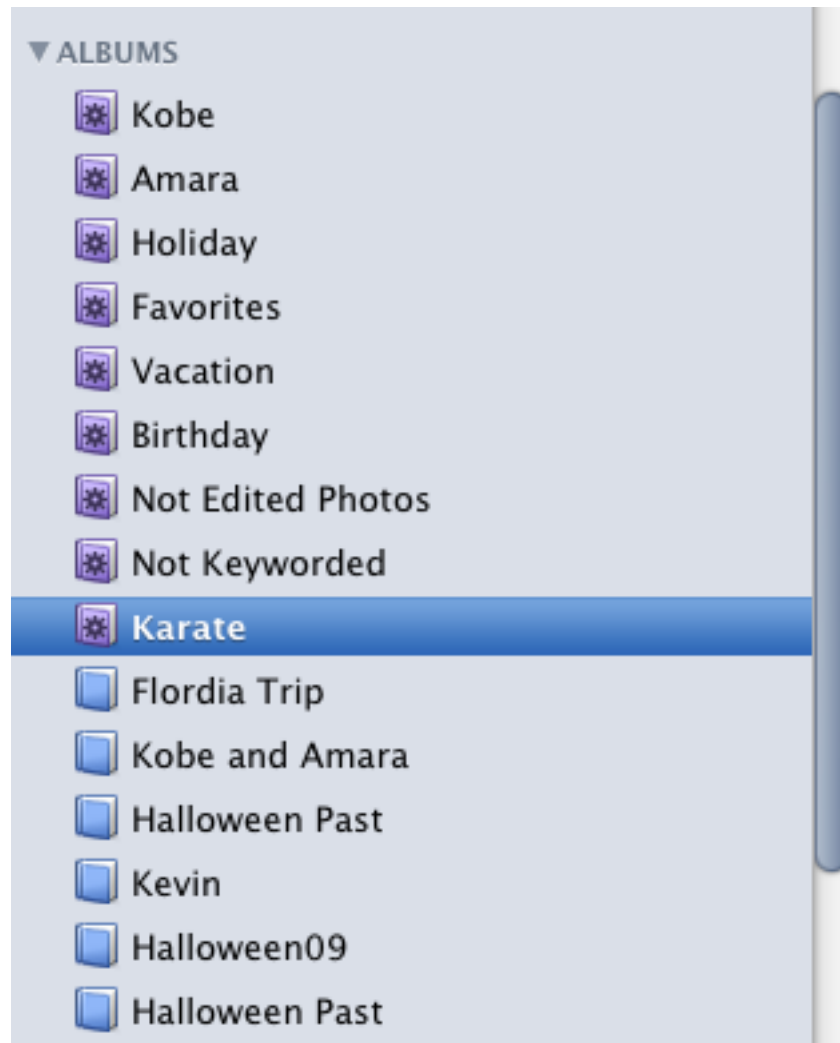 ALBUMS
Kobe
Amara
Holiday
Favorites
Vacation
Birthday
Not Edited Photos
Not Keyworded
Karate
Flordia Trip
Kobe and Amara
Halloween Past
Kevin
Halloween09
Halloween Past